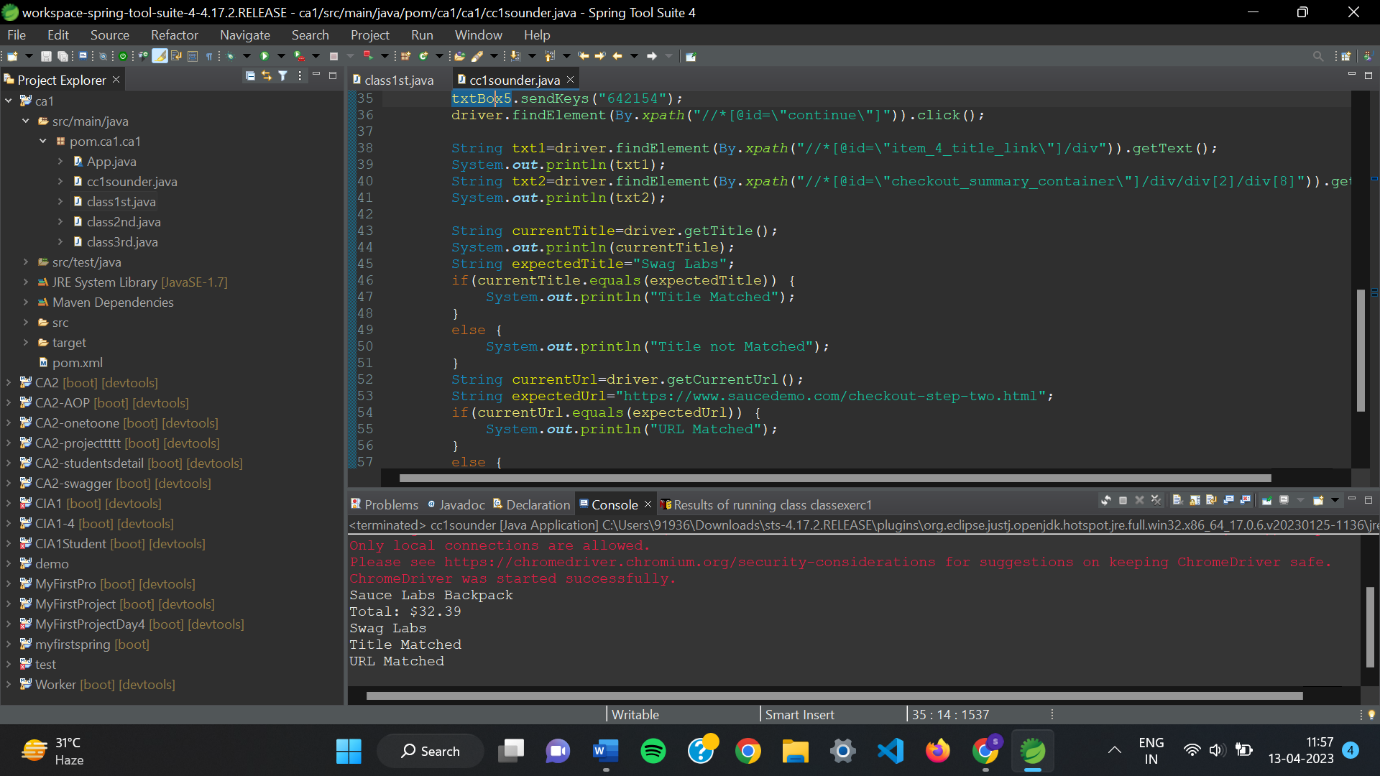 workspace-spring-tool-suite-4-4.17.2.RELEASE - ca1/src/main/java/pom/ca1/ca1/cc1sounder.java - Spring Tool Suite 4
File Edit Source Refactor Navigate Search Project Run Window Help
Project Explorer
ca1
src/main/java
pom.ca1.ca1
App.java
cc1sounder.java
class1st.java
class2nd.java
class3rd.java
src/test/java
JRE System Library [JavaSE-1.7]
Maven Dependencies
src
target
pom.xml
CA2 [boot] [devtools]
CA2-AOP [boot] [devtools]
CA2-onetoone [boot] [devtools]
CA2-projecttttt [boot] [devtools]
CA2-studentsdetail [boot] [devtools]
CA2-swagger [boot] [devtools]
CIA1 [boot] [devtools]
CIA1-4 [boot] [devtools]
CIA1Student [boot] [devtools]
demo
MyFirstPro [boot] [devtools]
MyFirstProject [boot] [devtools]
MyFirstProjectDay4 [boot] [devtools]
myfirstspring [boot]
test
Worker [boot] [devtools]
class1st.java cc1sounder.java
35 txtBox5.sendKeys("642154");
36 driver.findElement(By.xpath("//*[@id=\"continue\"]")).click();
37
38 String txt1=driver.findElement(By.xpath("//*[@id=\"item_4_title_link\"]/div")).getText();
39 System.out.println(txt1);
40 String txt2=driver.findElement(By.xpath("//*[@id=\"checkout_summary_container\"]/div/div[2]/div[8]")).get
41 System.out.println(txt2);
42
43 String currentTitle=driver.getTitle();
44 System.out.println(currentTitle);
45 String expectedTitle="Swag Labs";
46 if(currentTitle.equals(expectedTitle)) {
47 System.out.println("Title Matched");
48 }
49 else {
50 System.out.println("Title not Matched");
51 }
52 String currentUrl=driver.getCurrentUrl();
53 String expectedUrl="https://www.saucedemo.com/checkout-step-two.html";
54 if(currentUrl.equals(expectedUrl)) {
55 System.out.println("URL Matched");
56 }
57 else {
Problems Javadoc Declaration Console Results of running class classexerc1
<terminated> cc1sounder [Java Application] C:\Users\91936\Downloads\sts-4.17.2.RELEASE\plugins\org.eclipse.justj.openjdk.hotspot.jre.full.win32.x86_64_17.0.6.v20230125-1136\jre
Only local connections are allowed.
Please see https://chromedriver.chromium.org/security-considerations for suggestions on keeping ChromeDriver safe.
ChromeDriver was started successfully.
Sauce Labs Backpack
Total: $32.39
Swag Labs
Title Matched
URL Matched
Writable Smart Insert 35 : 14 : 1537
31°C
Haze
Search
ENG
IN
11:57
13-04-2023
4